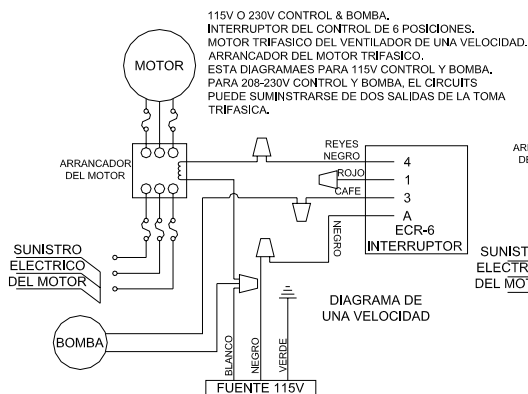 115V O 230V CONTROL & BOMBA.
INTERRUPTOR DEL CONTROL DE 6 POSICIONES.
MOTOR TRIFASICO DEL VENTILADOR DE UNA VELOCIDAD.
ARRANCADOR DEL MOTOR TRIFASICO.
ESTA DIAGRAMAES PARA 115V CONTROL Y BOMBA.
PARA 208-230V CONTROL Y BOMBA, EL CIRCUITS
PUEDE SUMINSTRARSE DE DOS SALIDAS DE LA TOMA
TRIFASICA.
MOTOR
ARRANCADOR
DEL MOTOR
REYES
NEGRO
ROJO
CAFE
NEGRO
4
1
3
A
ECR-6
INTERRUPTOR
SUNISTRO
ELECTRICO
DEL MOTOR
BOMBA
DIAGRAMA DE
UNA VELOCIDAD
BLANCO
NEGRO
VERDE
FUENTE 115V
AR
DE
SUNIST
ELECTR
DEL MO